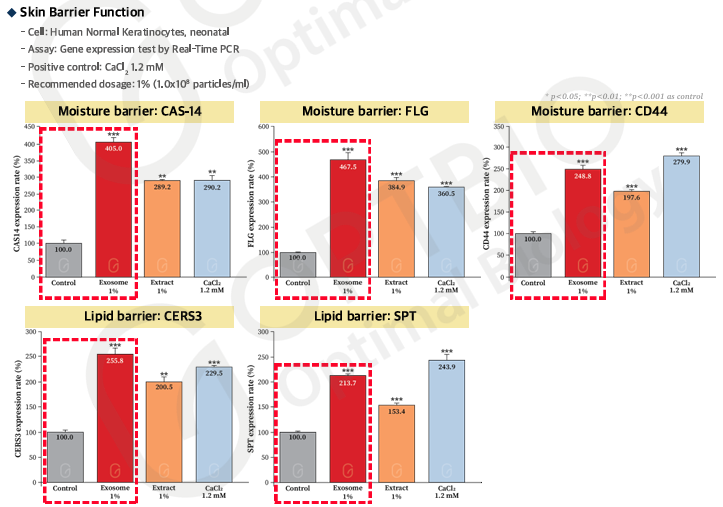 ◆ Skin Barrier Function
- Cell: Human Normal Keratinocytes, neonatal
- Assay: Gene expression test by Real-Time PCR
- Positive control: CaCl₂ 1.2 mM
- Recommended dosage: 1% (1.0x10⁸ particles/ml)
* p<0.05; **p<0.01; **p<0.001 as control
Moisture barrier: CAS-14
CAS14 expression rate (%)
450
400
350
300
250
200
150
100
50
0
100.0
***
405.0
**
289.2
**
290.2
Control
Exosome
1%
Extract
1%
CaCl₂
1.2 mM
Moisture barrier: FLG
FLG expression rate (%)
600
500
400
300
200
100
0
100.0
***
467.5
***
384.9
***
360.5
Control
Exosome
1%
Extract
1%
CaCl₂
1.2 mM
Moisture barrier: CD44
CD44 expression rate (%)
350
300
250
200
150
100
50
0
100.0
***
248.8
***
197.6
***
279.9
Control
Exosome
1%
Extract
1%
CaCl₂
1.2 mM
Lipid barrier: CERS3
CERS3 expression rate (%)
300
250
200
150
100
50
0
100.0
***
255.8
**
200.5
***
229.5
Control
Exosome
1%
Extract
1%
CaCl₂
1.2 mM
Lipid barrier: SPT
SPT expression rate (%)
300
250
200
150
100
50
0
100.0
***
213.7
***
153.4
***
243.9
Control
Exosome
1%
Extract
1%
CaCl₂
1.2 mM